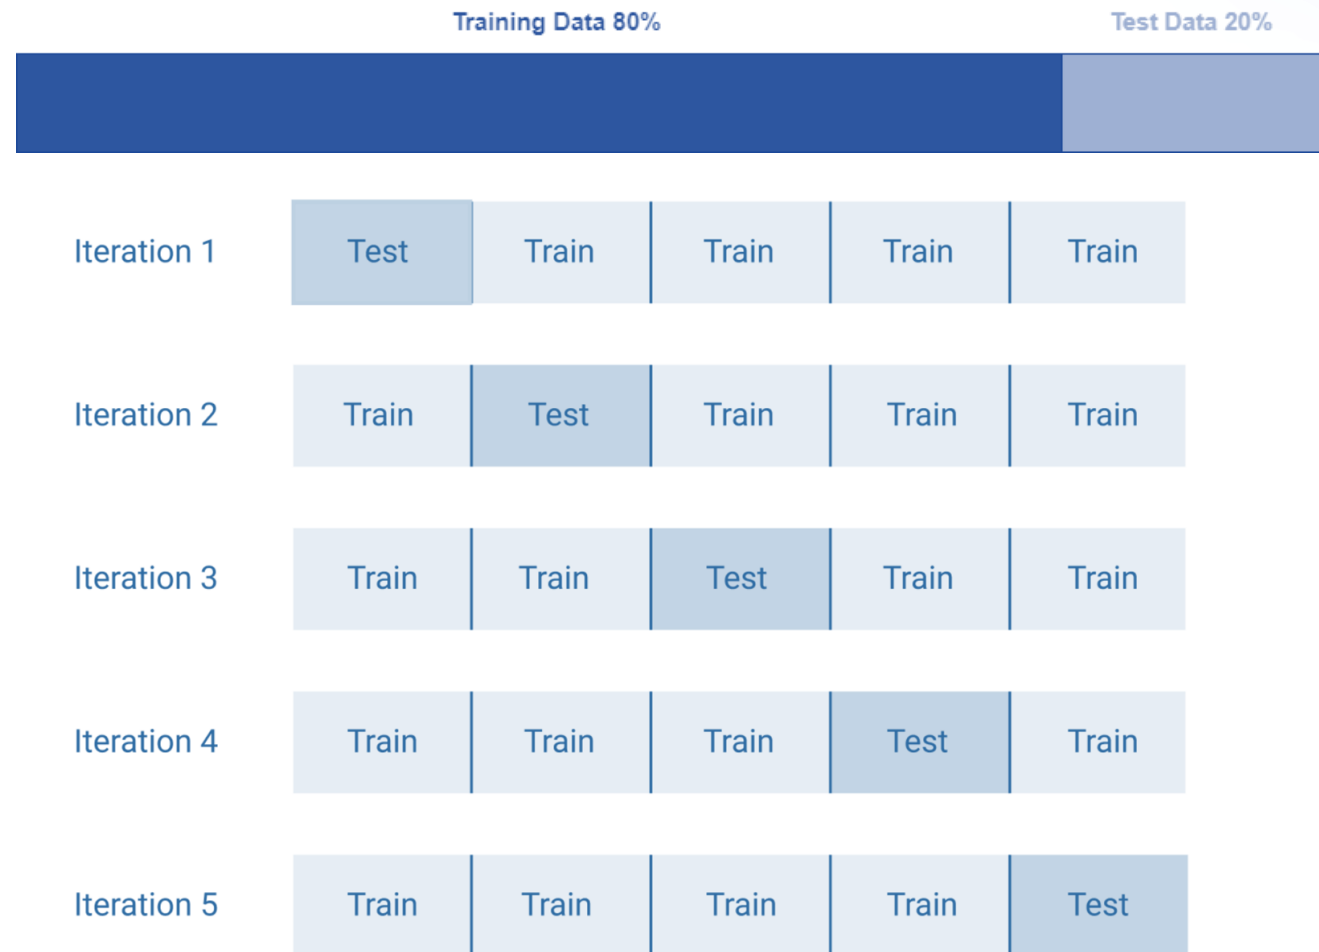 Training Data 80% Test Data 20%
Iteration 1 Test Train Train Train Train
Iteration 2 Train Test Train Train Train
Iteration 3 Train Train Test Train Train
Iteration 4 Train Train Train Test Train
Iteration 5 Train Train Train Train Test